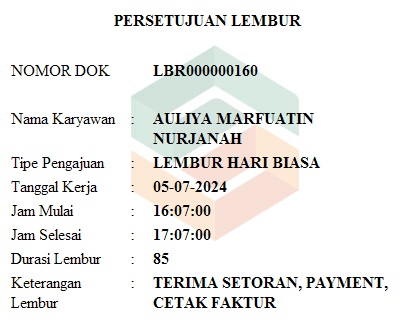 PERSETUJUAN LEMBUR
NOMOR DOK LBR000000160
Nama Karyawan : AULIYA MARFUATIN
NURJANAH
Tipe Pengajuan : LEMBUR HARI BIASA
Tanggal Kerja : 05-07-2024
Jam Mulai : 16:07:00
Jam Selesai : 17:07:00
Durasi Lembur : 85
Keterangan : TERIMA SETORAN, PAYMENT,
Lembur CETAK FAKTUR